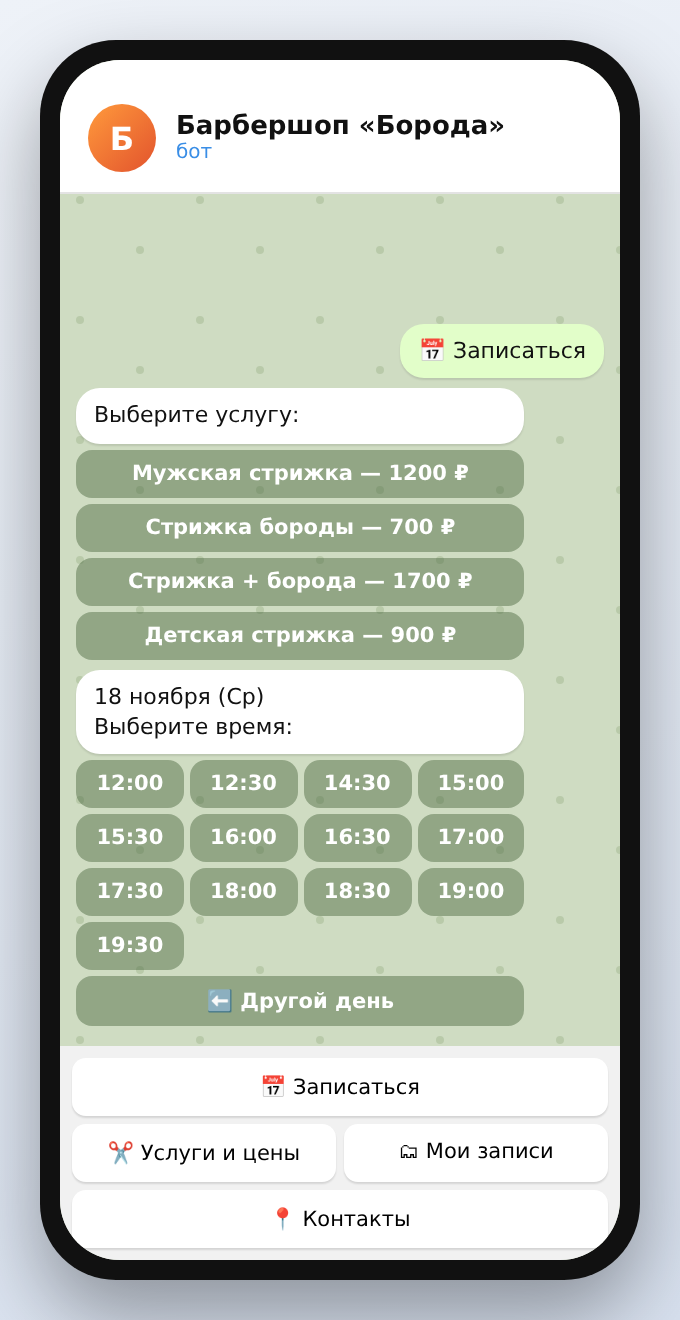 Б
Барбершоп «Борода»
бот
📅 Записаться
Выберите услугу:
Мужская стрижка — 1200 ₽
Стрижка бороды — 700 ₽
Стрижка + борода — 1700 ₽
Детская стрижка — 900 ₽
18 ноября (Ср)
Выберите время:
12:00 12:30 14:30 15:00
15:30 16:00 16:30 17:00
17:30 18:00 18:30 19:00
19:30
⬅️ Другой день
📅 Записаться
✂️ Услуги и цены 🗂 Мои записи
📍 Контакты